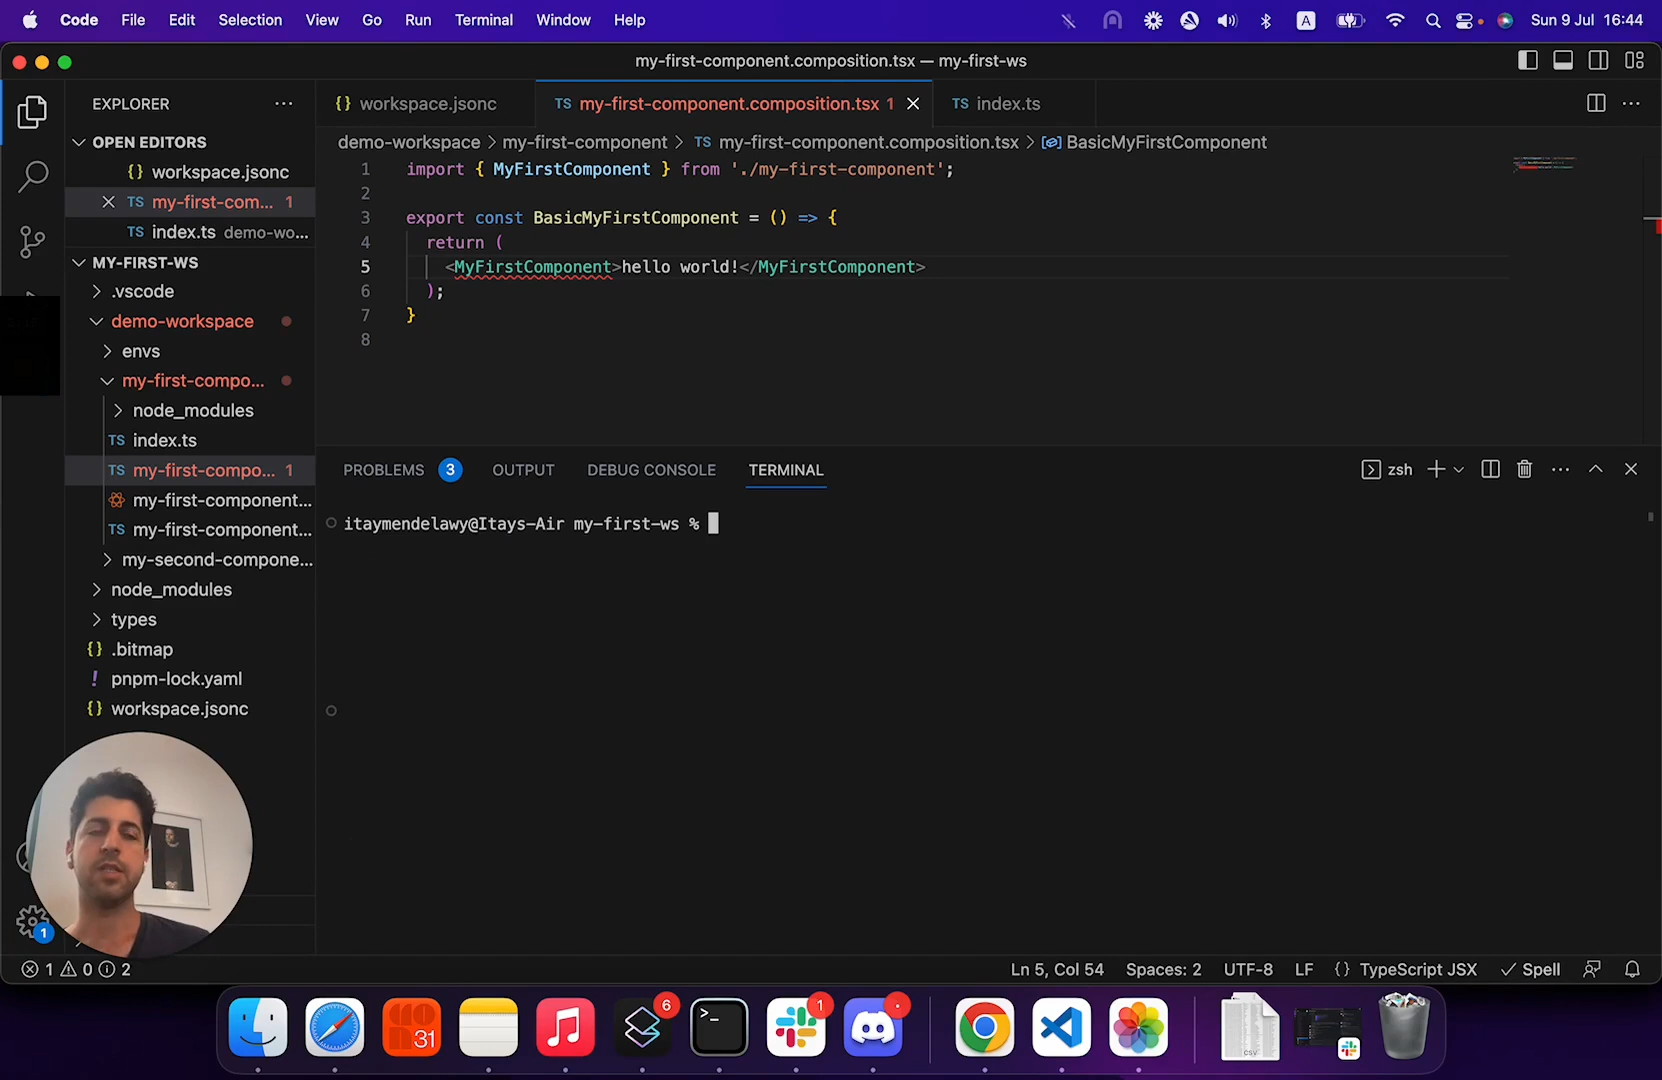 Code File Edit Selection View Go Run Terminal Window Help A Sun 9 Jul 16:44
my-first-component.composition.tsx — my-first-ws
EXPLORER
{} workspace.jsonc TS my-first-component.composition.tsx 1 TS index.ts
OPEN EDITORS
{} workspace.jsonc
TS my-first-com... 1
TS index.ts demo-wo...
MY-FIRST-WS
.vscode
demo-workspace
envs
my-first-compo...
node_modules
TS index.ts
TS my-first-compo... 1
my-first-component...
TS my-first-component...
my-second-compone...
node_modules
types
{} .bitmap
! pnpm-lock.yaml
{} workspace.jsonc
1
demo-workspace > my-first-component > TS my-first-component.composition.tsx > BasicMyFirstComponent
1 import { MyFirstComponent } from './my-first-component';
2
3 export const BasicMyFirstComponent = () => {
4 return (
5 <MyFirstComponent>hello world!</MyFirstComponent>
6 );
7 }
8
PROBLEMS 3 OUTPUT DEBUG CONSOLE TERMINAL zsh
itaymendelawy@Itays-Air my-first-ws %
1 0 2 Ln 5, Col 54 Spaces: 2 UTF-8 LF {} TypeScript JSX Spell
31 6 >_ 1 CSV